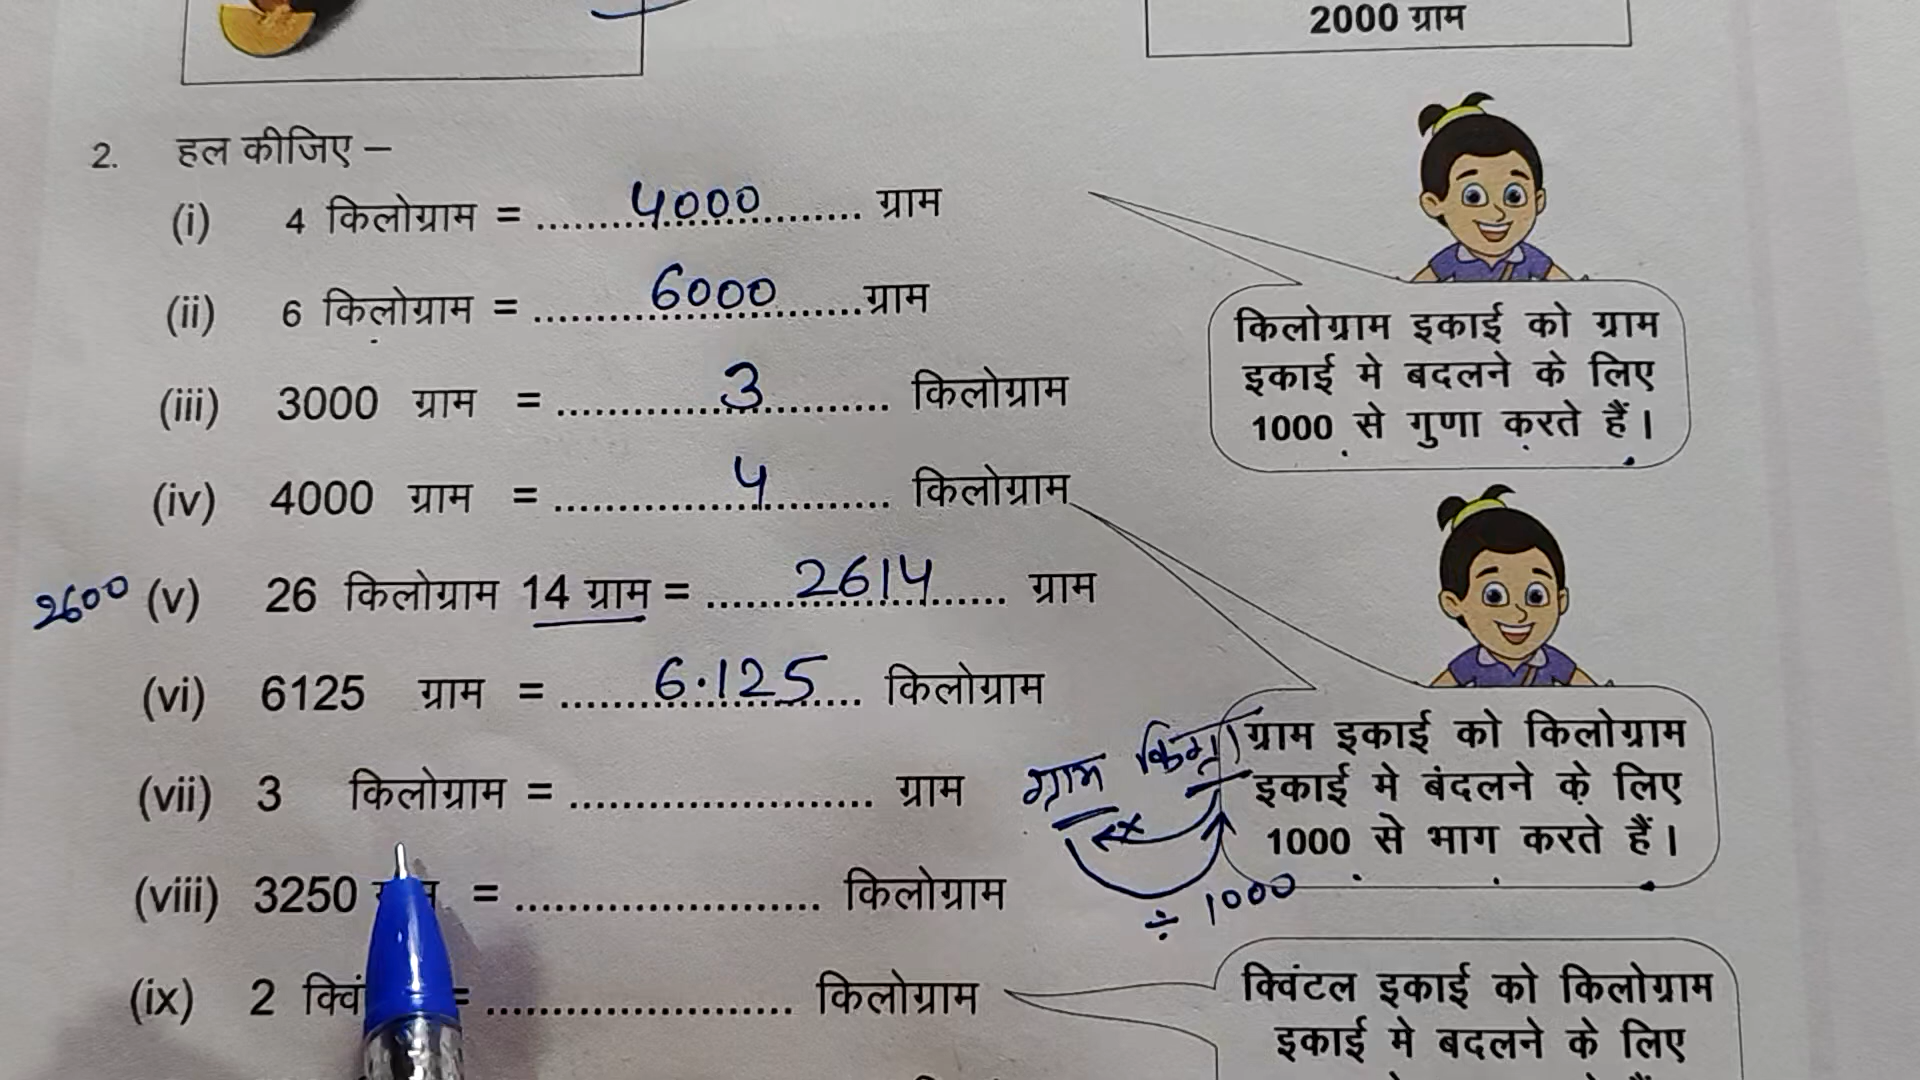 2000 ग्राम
2. हल कीजिए –
(i) 4 किलोग्राम = ..........4000.......... ग्राम
(ii) 6 किलोग्राम = ..........6000..........ग्राम
(iii) 3000 ग्राम = ..........3.......... किलोग्राम
(iv) 4000 ग्राम = ..........4.......... किलोग्राम
2600 (v) 26 किलोग्राम 14 ग्राम = ..........2614.......... ग्राम
(vi) 6125 ग्राम = ..........6.125.......... किलोग्राम
(vii) 3 किलोग्राम = .......................... ग्राम
(viii) 3250 = .......................... किलोग्राम
(ix) 2 = .......................... किलोग्राम
किलोग्राम इकाई को ग्राम
इकाई मे बदलने के लिए
1000 से गुणा करते हैं।
ग्राम
÷ 1000
ग्राम इकाई को किलोग्राम
इकाई मे बंदलने के लिए
1000 से भाग करते हैं।
क्विंटल इकाई को किलोग्राम
इकाई मे बदलने के लिए